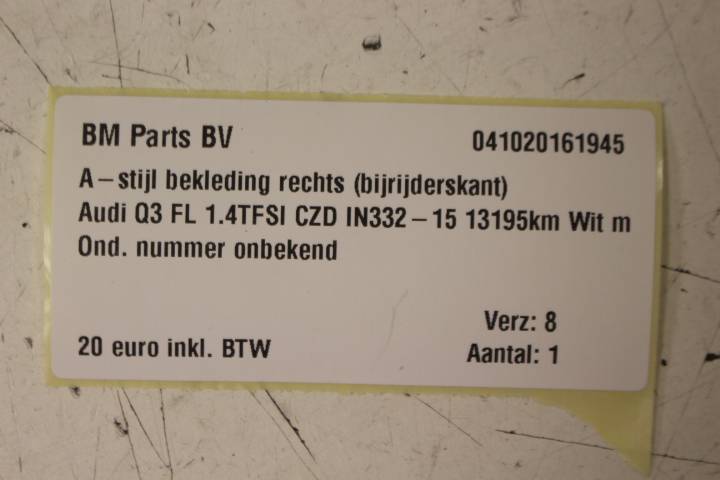 BM Parts BV 041020161945
A-stijl bekleding rechts (bijrijderskant)
Audi Q3 FL 1.4TFSI CZD IN332-15 13195km Wit m
Ond. nummer onbekend
Verz: 8
20 euro inkl. BTW Aantal: 1